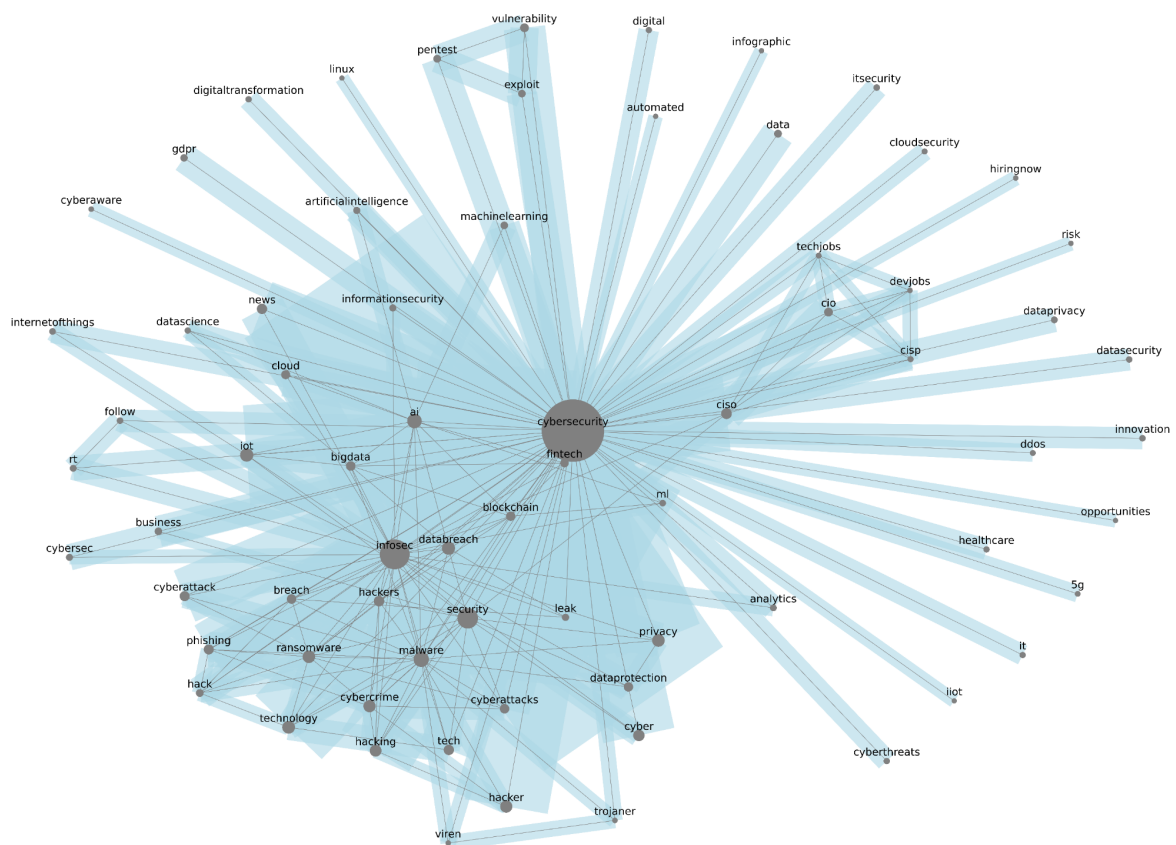 vulnerability
digital
infographic
pentest
linux
itsecurity
exploit
digitaltransformation
automated
data
cloudsecurity
gdpr
hiringnow
cyberaware
artificialintelligence
machinelearning
risk
techjobs
devjobs
news
informationsecurity
cio
dataprivacy
internetofthings
datascience
cisp
datasecurity
cloud
follow
ai
ciso
cybersecurity
innovation
iot
ddos
rt
bigdata
fintech
ml
blockchain
opportunities
business
cybersec
infosec
databreach
healthcare
cyberattack
breach
hackers
5g
analytics
security
leak
privacy
phishing
ransomware
malware
it
hack
dataprotection
cybercrime
cyberattacks
iiot
technology
hacking
tech
cyber
cyberthreats
hacker
trojaner
viren